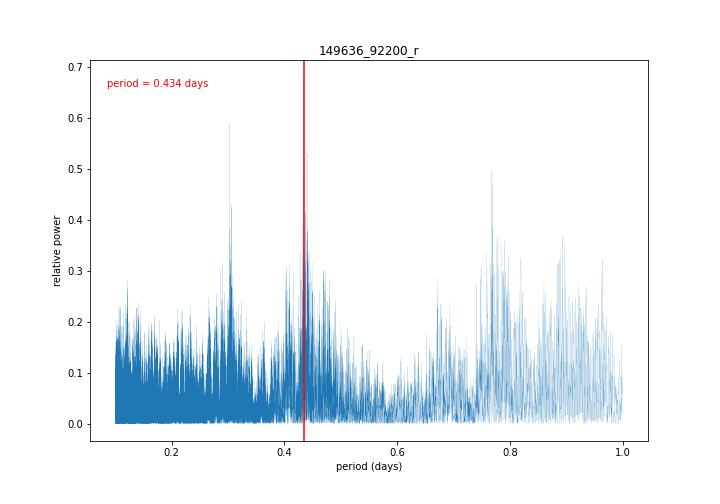 149636_92200_r
period = 0.434 days
relative power
0.7
0.6
0.5
0.4
0.3
0.2
0.1
0.0
0.2 0.4 0.6 0.8 1.0
period (days)